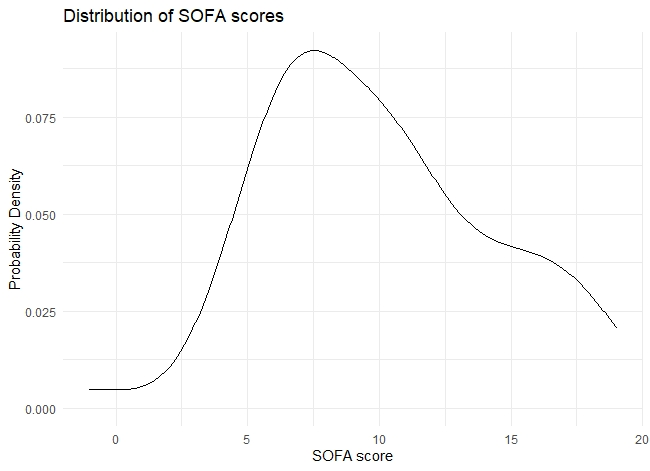 Distribution of SOFA scores
Probability Density
0.075
0.050
0.025
0.000
0 5 10 15 20
SOFA score